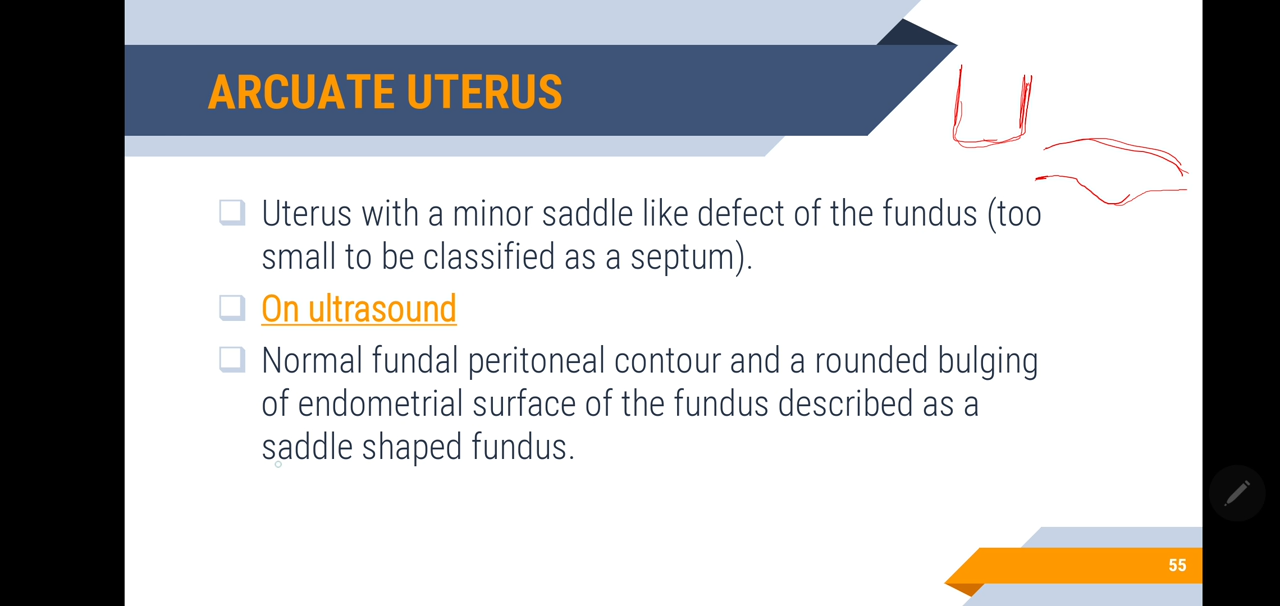 ARCUATE UTERUS
Uterus with a minor saddle like defect of the fundus (too
small to be classified as a septum).
On ultrasound
Normal fundal peritoneal contour and a rounded bulging
of endometrial surface of the fundus described as a
saddle shaped fundus.
55